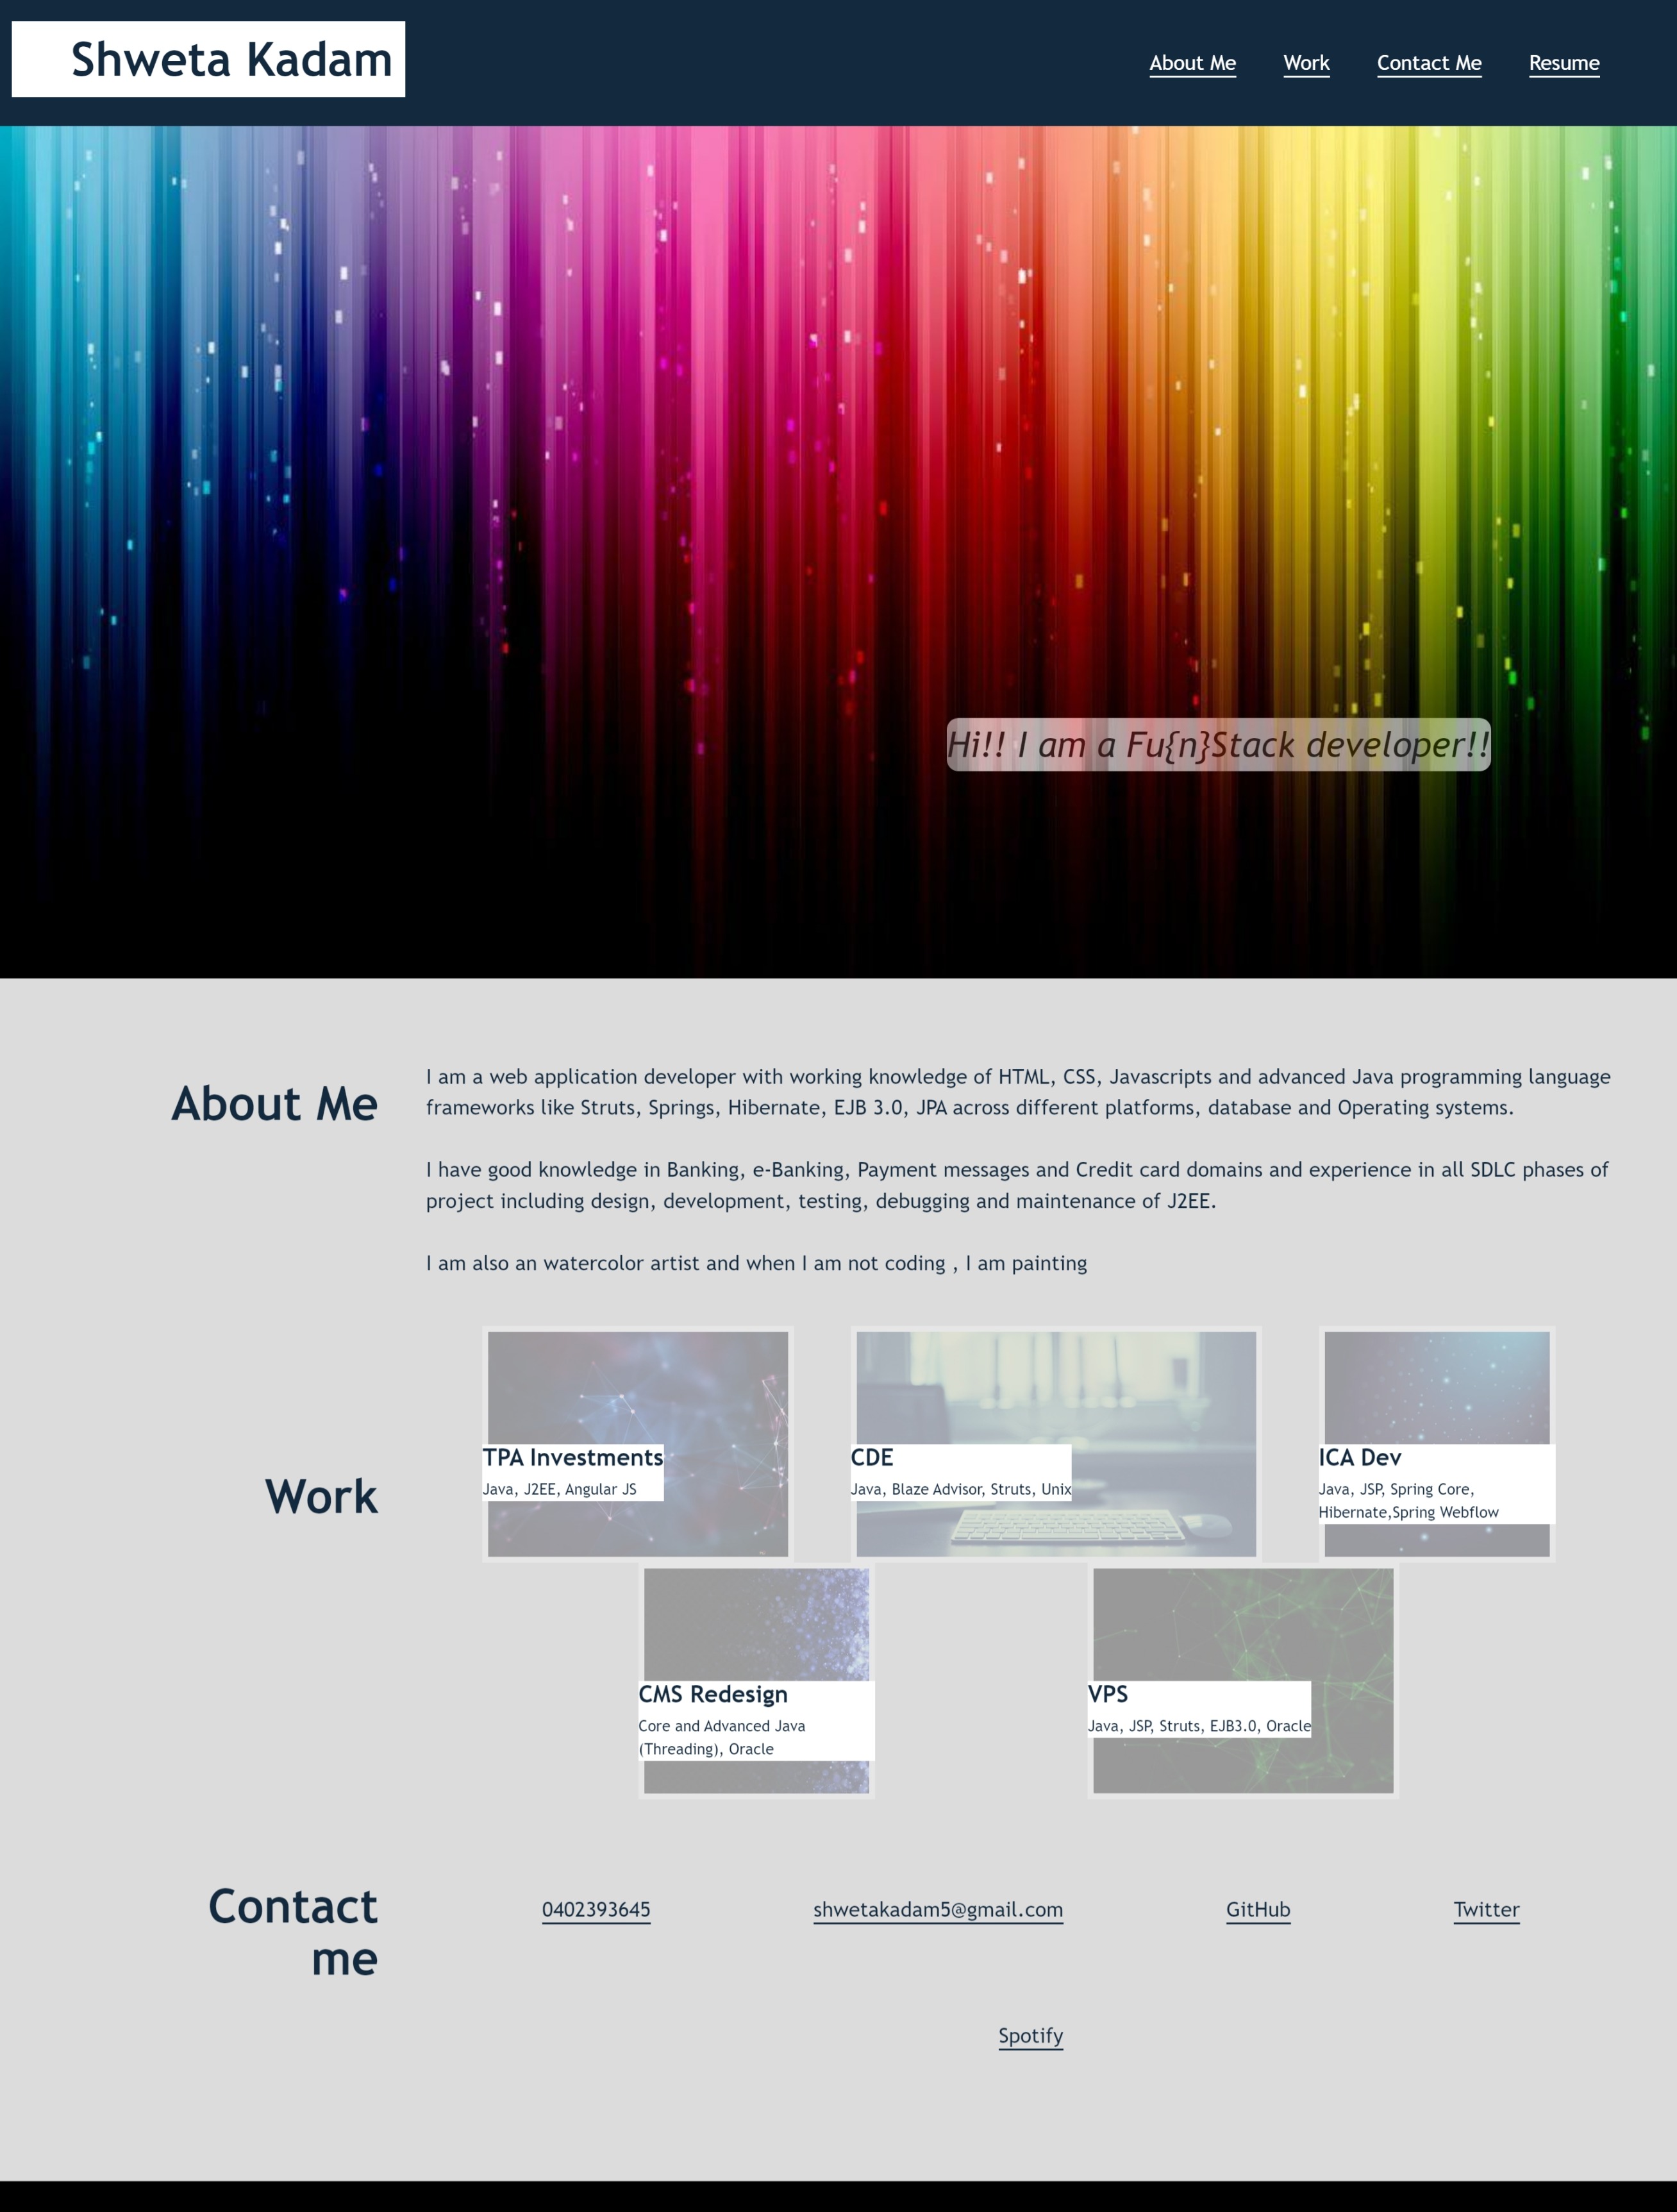 Shweta Kadam
About Me
Work
Contact Me
Resume
Hi!! I am a Fu{n}Stack developer!!
About Me
I am a web application developer with working knowledge of HTML, CSS, Javascripts and advanced Java programming language
frameworks like Struts, Springs, Hibernate, EJB 3.0, JPA across different platforms, database and Operating systems.
I have good knowledge in Banking, e-Banking, Payment messages and Credit card domains and experience in all SDLC phases of
project including design, development, testing, debugging and maintenance of J2EE.
I am also an watercolor artist and when I am not coding , I am painting
Work
TPA Investments
Java, J2EE, Angular JS
CDE
Java, Blaze Advisor, Struts, Unix
ICA Dev
Java, JSP, Spring Core,
Hibernate,Spring Webflow
CMS Redesign
Core and Advanced Java
(Threading), Oracle
VPS
Java, JSP, Struts, EJB3.0, Oracle
Contact
me
0402393645
shwetakadam5@gmail.com
GitHub
Twitter
Spotify